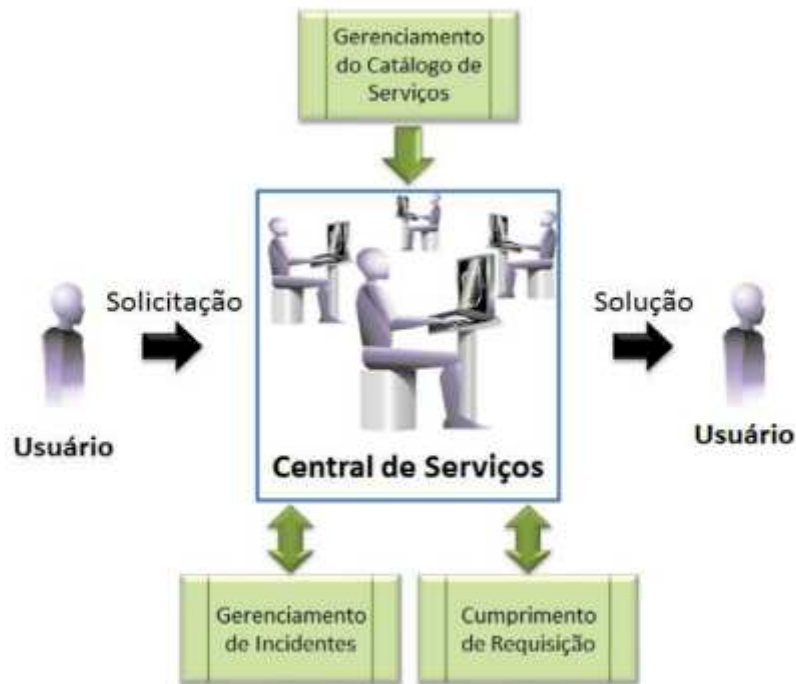 Gerenciamento
do Catálogo de
Serviços
Solicitação
Solução
Usuário
Usuário
Central de Serviços
Gerenciamento
de Incidentes
Cumprimento
de Requisição